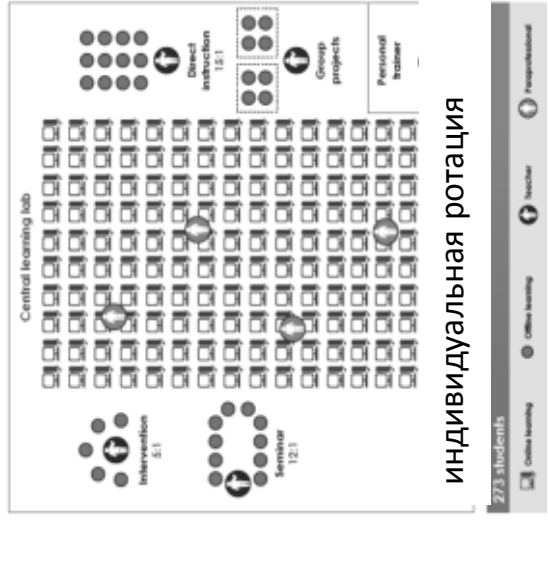 Central learning lab
Intervention
5:1
Seminar
12:1
Direct
instruction
15:1
Group
projects
Personal
trainer
индивидуальная ротация
273 students
Online learning
Offline learning
Teacher
Paraprofessional